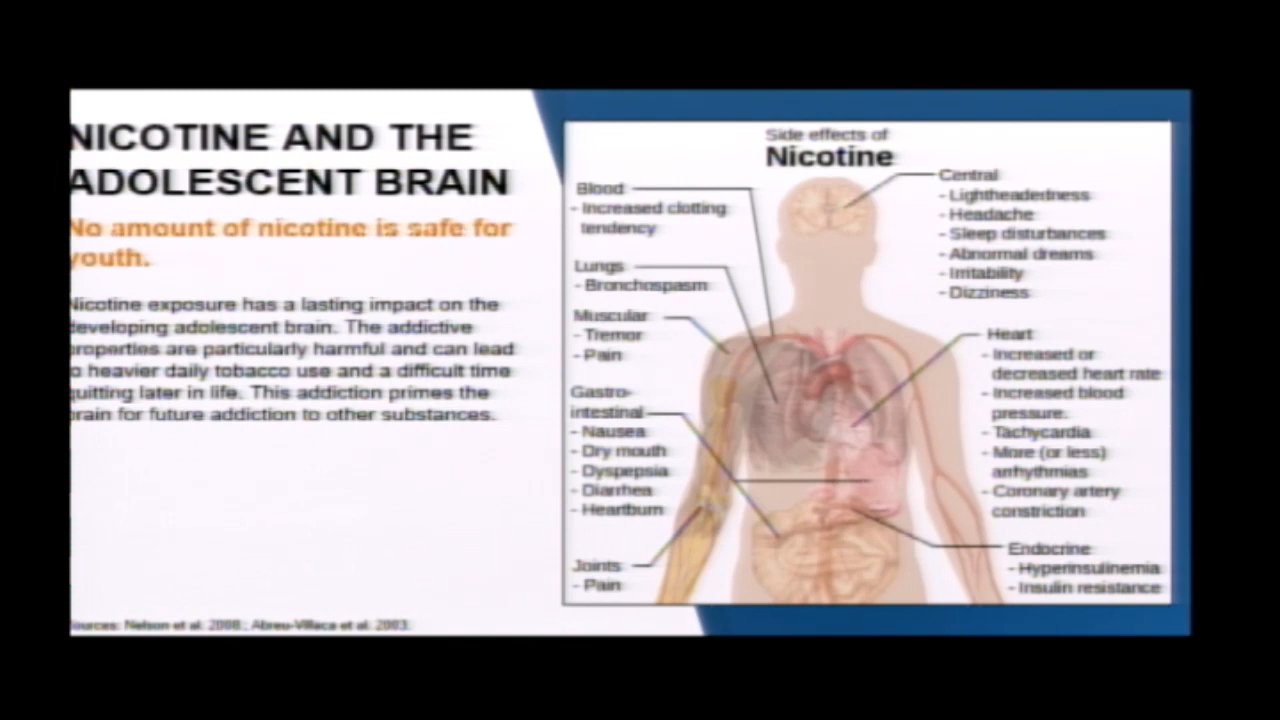 NICOTINE AND THE
ADOLESCENT BRAIN
No amount of nicotine is safe for
youth.
Nicotine exposure has a lasting impact on the
developing adolescent brain. The addictive
properties are particularly harmful and can lead
to heavier daily tobacco use and a difficult time
quitting later in life. This addiction primes the
brain for future addiction to other substances.
Sources: Nelson et al. 2008; Abreu-Villaca et al. 2003.
Side effects of
Nicotine
Blood
- Increased clotting
tendency
Lungs
- Bronchospasm
Muscular
- Tremor
- Pain
Gastro-
intestinal
- Nausea
- Dry mouth
- Dyspepsia
- Diarrhea
- Heartburn
Joints
- Pain
Central
- Lightheadedness
- Headache
- Sleep disturbances
- Abnormal dreams
- Irritability
- Dizziness
Heart
- Increased or
decreased heart rate
- Increased blood
pressure.
- Tachycardia
- More (or less)
arrhythmias
- Coronary artery
constriction
Endocrine
- Hyperinsulinemia
- Insulin resistance